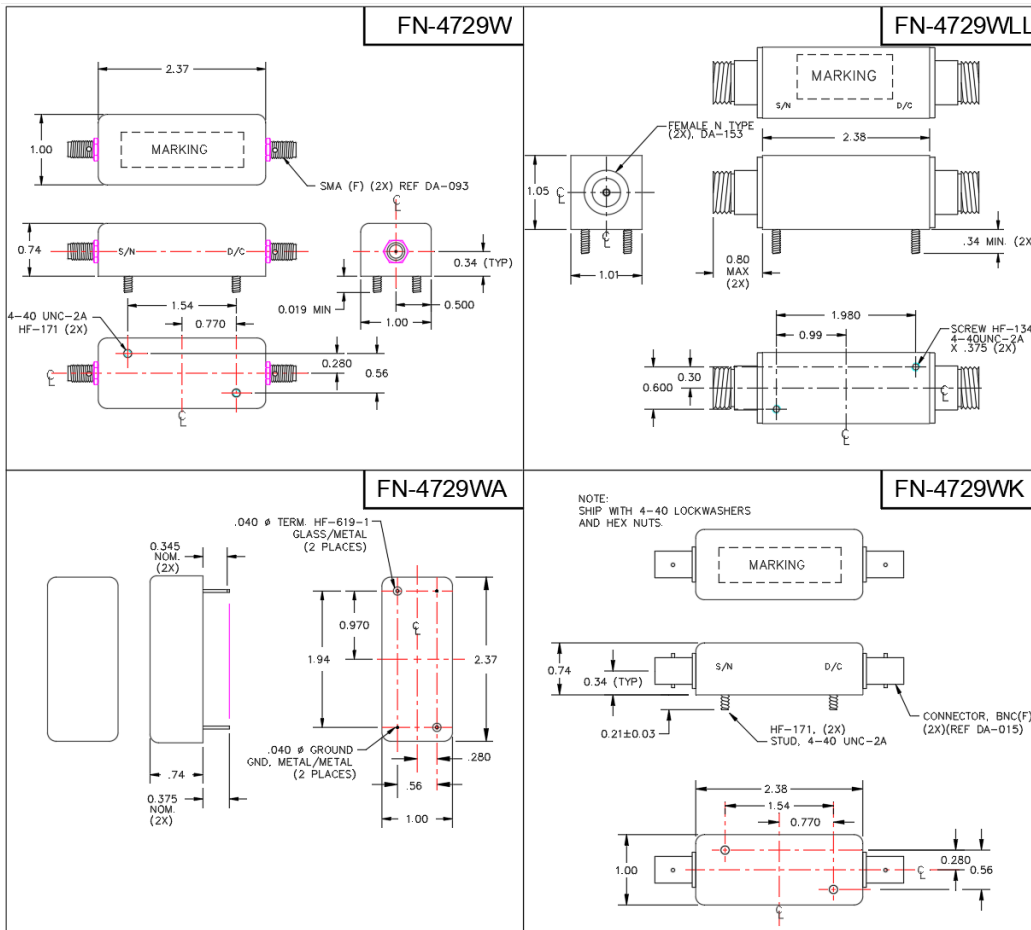 FN-4729W
2.37
1.00
MARKING
SMA (F) (2X) REF DA-093
℄
0.74
S/N
D/C
0.34 (TYP)
0.019 MIN
0.500
1.00
1.54
0.770
4-40 UNC-2A
HF-171 (2X)
0.280
0.56
℄
℄
FN-4729WLL
MARKING
S/N
D/C
FEMALE N TYPE
(2X), DA-153
2.38
1.05
℄
℄
.34 MIN. (2X
0.80
MAX
(2X)
1.01
1.980
0.99
SCREW HF-134
4-40UNC-2A
X .375 (2X)
0.30
0.600
℄
℄
FN-4729WA
.040 ø TERM. HF-619-1
GLASS/METAL
(2 PLACES)
0.345
NOM.
(2X)
℄
0.970
1.94
2.37
.040 ø GROUND
GND, METAL/METAL
(2 PLACES)
.280
.74
.56
0.375
NOM.
(2X)
1.00
FN-4729WK
NOTE:
SHIP WITH 4-40 LOCKWASHERS
AND HEX NUTS.
MARKING
0.74
S/N
D/C
0.34 (TYP)
0.21±0.03
HF-171, (2X)
STUD, 4-40 UNC-2A
CONNECTOR, BNC(F)
(2X)(REF DA-015)
2.38
1.54
0.770
1.00
0.280
0.56
℄
℄